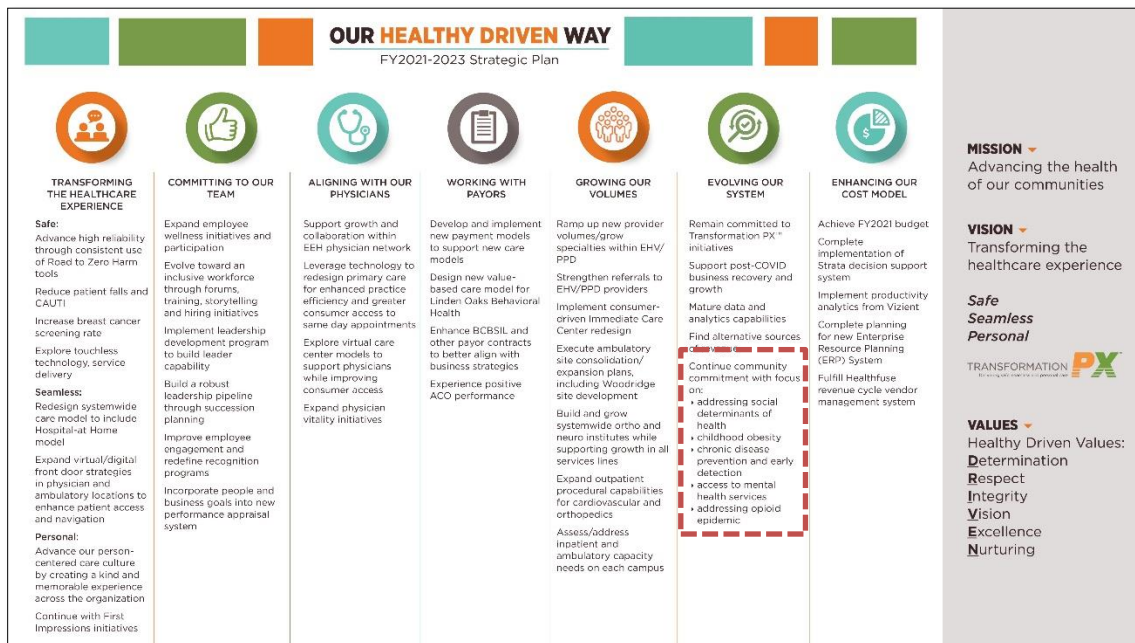 OUR HEALTHY DRIVEN WAY
FY2021-2023 Strategic Plan
TRANSFORMING
THE HEALTHCARE
EXPERIENCE
Safe:
Advance high reliability
through consistent use
of Road to Zero Harm
tools
Reduce patient falls and
CAUTI
Increase breast cancer
screening rate
Explore touchless
technology, service
delivery
Seamless:
Redesign systemwide
care model to include
Hospital-at Home
model
Expand virtual/digital
front door strategies
in physician and
ambulatory locations to
enhance patient access
and navigation
Personal:
Advance our person-
centered care culture
by creating a kind and
memorable experience
across the organization
Continue with First
Impressions initiatives
COMMITTING TO OUR
TEAM
Expand employee
wellness initiatives and
participation
Evolve toward an
inclusive workforce
through forums,
training, storytelling
and hiring initiatives
Implement leadership
development program
to build leader
capability
Build a robust
leadership pipeline
through succession
planning
Improve employee
engagement and
redefine recognition
programs
Incorporate people and
business goals into new
performance appraisal
system
ALIGNING WITH OUR
PHYSICIANS
Support growth and
collaboration within
EEH physician network
Leverage technology to
redesign primary care
for enhanced practice
efficiency and greater
consumer access to
same day appointments
Explore virtual care
center models to
support physicians
while improving
consumer access
Expand physician
vitality initiatives
WORKING WITH
PAYORS
Develop and implement
new payment models
to support new care
models
Design new value-
based care model for
Linden Oaks Behavioral
Health
Enhance BCBSIL and
other payor contracts
to better align with
business strategies
Experience positive
ACO performance
GROWING OUR
VOLUMES
Ramp up new provider
volumes/grow
specialties within EHV/
PPD
Strengthen referrals to
EHV/PPD providers
Implement consumer-
driven Immediate Care
Center redesign
Execute ambulatory
site consolidation/
expansion plans,
including Woodridge
site development
Build and grow
systemwide ortho and
neuro institutes while
supporting growth in all
services lines
Expand outpatient
procedural capabilities
for cardiovascular and
orthopedics
Assess/address
inpatient and
ambulatory capacity
needs on each campus
EVOLVING OUR
SYSTEM
Remain committed to
Transformation PX™
initiatives
Support post-COVID
business recovery and
growth
Mature data and
analytics capabilities
Find alternative sources
Continue community
commitment with focus
on:
▸ addressing social
determinants of
health
▸ childhood obesity
▸ chronic disease
prevention and early
detection
▸ access to mental
health services
▸ addressing opioid
epidemic
ENHANCING OUR
COST MODEL
Achieve FY2021 budget
Complete
implementation of
Strata decision support
system
Implement productivity
analytics from Vizient
Complete planning
for new Enterprise
Resource Planning
(ERP) System
Fulfill Healthfuse
revenue cycle vendor
management system
MISSION
Advancing the health
of our communities
VISION
Transforming the
healthcare experience
Safe
Seamless
Personal
TRANSFORMATION PX
VALUES
Healthy Driven Values:
Determination
Respect
Integrity
Vision
Excellence
Nurturing